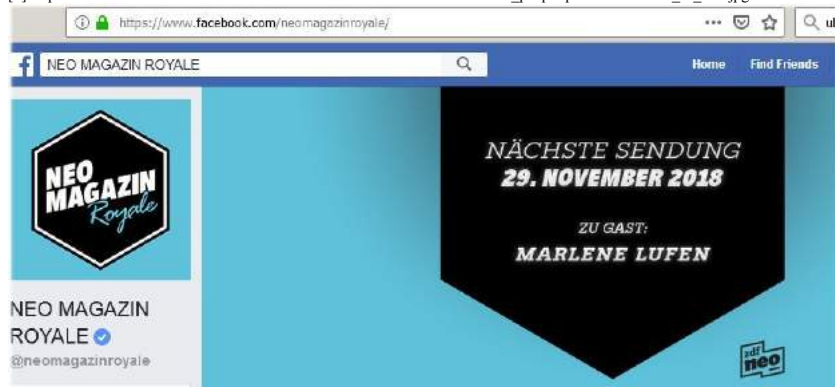 https://www.facebook.com/neomagazinroyale/
NEO MAGAZIN ROYALE
Home Find Friends
NEO
MAGAZIN
Royale
NÄCHSTE SENDUNG
29. NOVEMBER 2018
ZU GAST:
MARLENE LUFEN
NEO MAGAZIN
ROYALE
@neomagazinroyale
zdf
neo